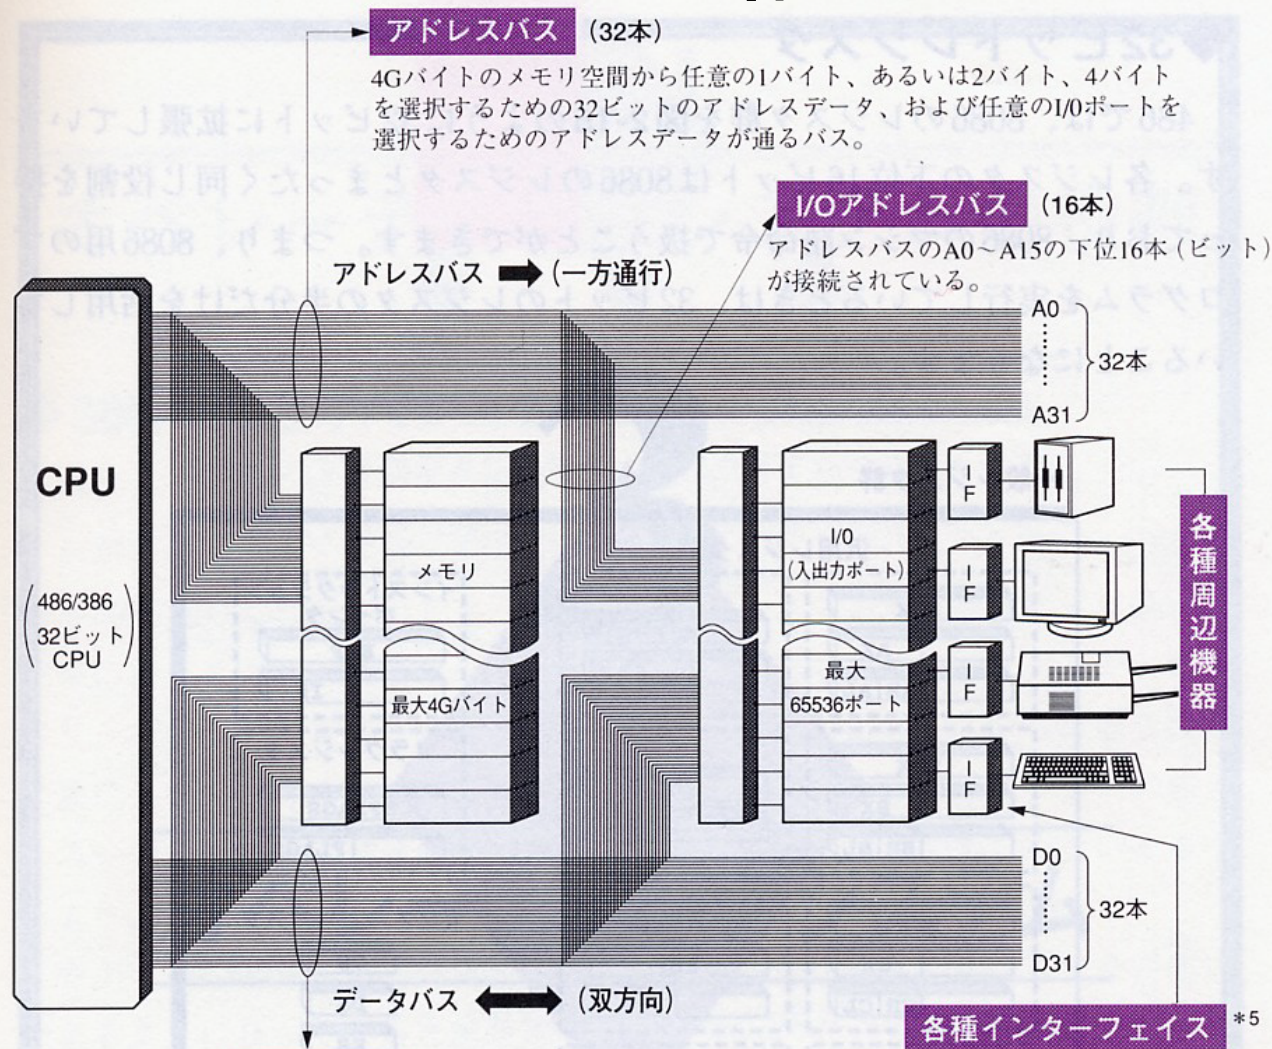 アドレスバス (32本)
4Gバイトのメモリ空間から任意の1バイト、あるいは2バイト、4バイト
を選択するための32ビットのアドレスデータ、および任意のI/0ポートを
選択するためのアドレスデータが通るバス。
I/Oアドレスバス (16本)
アドレスバスのA0～A15の下位16本(ビット)
が接続されている。
アドレスバス ➡ (一方通行)
A0
32本
A31
CPU
(486/386
32ビット
CPU)
メモリ
最大4Gバイト
I/0
(入出力ポート)
最大
65536ポート
IF
IF
IF
IF
各種周辺機器
D0
32本
D31
データバス ⬌ (双方向)
各種インターフェイス *5